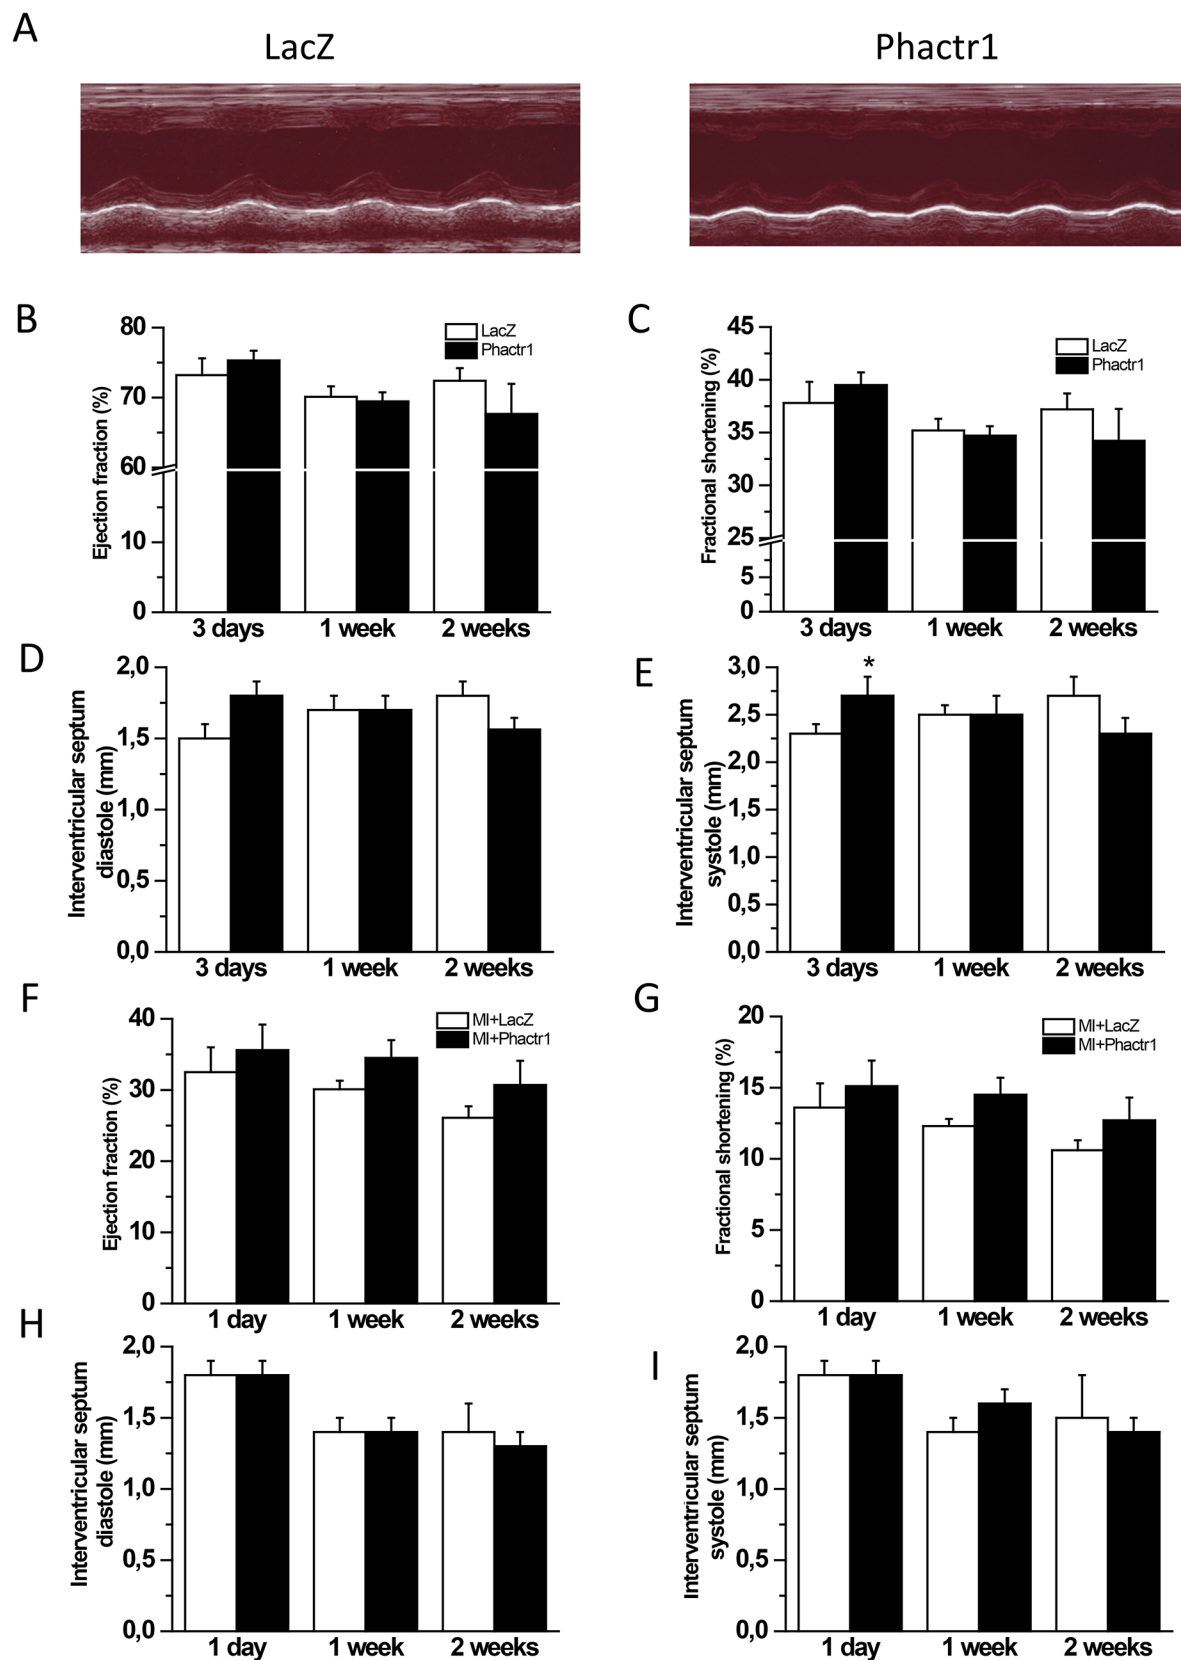 A
LacZ
Phactr1
B
80
70
60
10
0
Ejection fraction (%)
LacZ
Phactr1
3 days
1 week
2 weeks
C
45
40
35
30
25
5
0
Fractional shortening (%)
LacZ
Phactr1
3 days
1 week
2 weeks
D
2,0
1,5
1,0
0,5
0,0
Interventricular septum
diastole (mm)
3 days
1 week
2 weeks
E
3,0
2,5
2,0
1,5
1,0
0,5
0,0
Interventricular septum
systole (mm)
*
3 days
1 week
2 weeks
F
40
30
20
10
0
Ejection fraction (%)
MI+LacZ
MI+Phactr1
1 day
1 week
2 weeks
G
20
15
10
5
0
Fractional shortening (%)
MI+LacZ
MI+Phactr1
1 day
1 week
2 weeks
H
2,0
1,5
1,0
0,5
0,0
Interventricular septum
diastole (mm)
1 day
1 week
2 weeks
I
2,0
1,5
1,0
0,5
0,0
Interventricular septum
systole (mm)
1 day
1 week
2 weeks